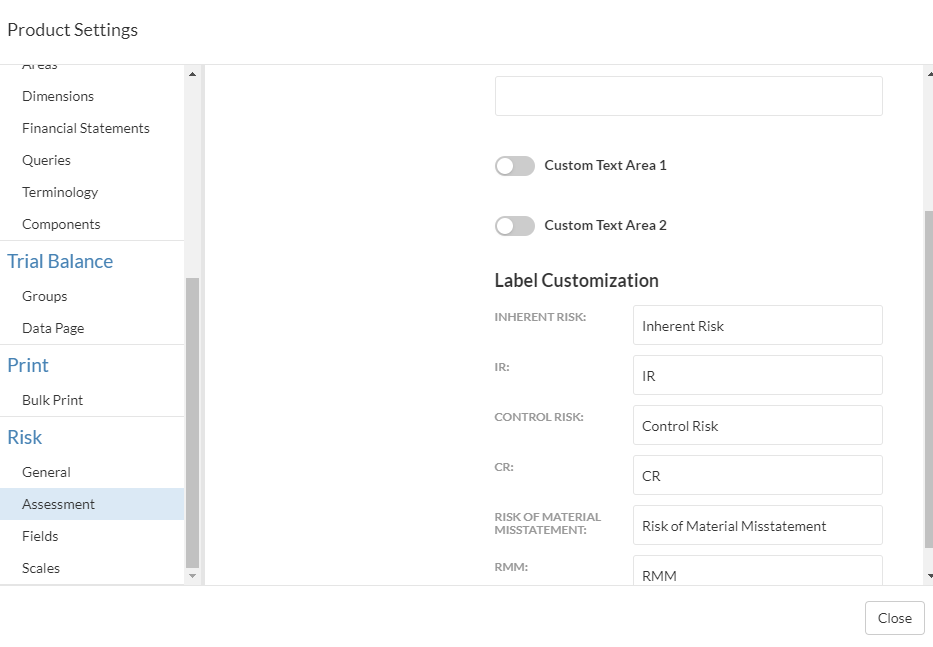 Product Settings
Areas
Dimensions
Financial Statements
Queries
Terminology
Components
Trial Balance
Groups
Data Page
Print
Bulk Print
Risk
General
Assessment
Fields
Scales
Custom Text Area 1
Custom Text Area 2
Label Customization
INHERENT RISK:
Inherent Risk
IR:
IR
CONTROL RISK:
Control Risk
CR:
CR
RISK OF MATERIAL
MISSTATEMENT:
Risk of Material Misstatement
RMM:
RMM
Close